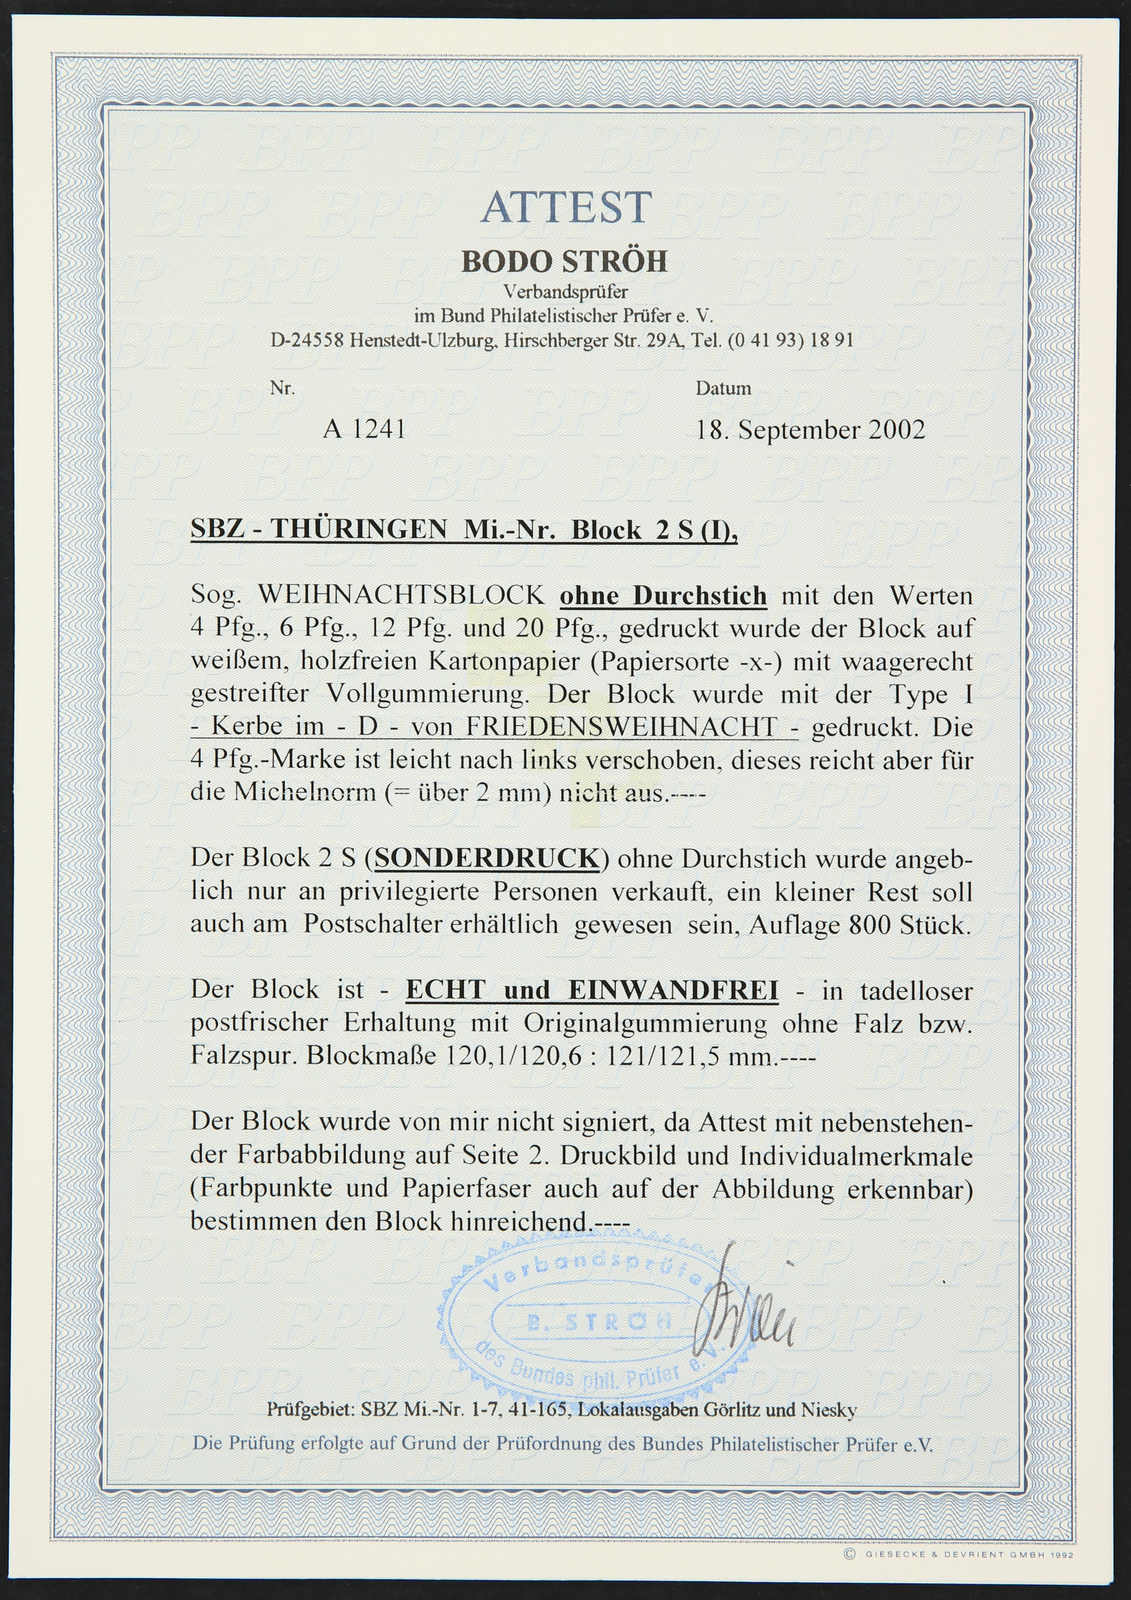 ATTEST
BODO STRÖH
Verbandsprüfer
im Bund Philatelistischer Prüfer e. V.
D-24558 Henstedt-Ulzburg, Hirschberger Str. 29A, Tel. (0 41 93) 18 91
Nr. Datum
A 1241 18. September 2002
SBZ - THÜRINGEN Mi.-Nr. Block 2 S (I),
Sog. WEIHNACHTSBLOCK ohne Durchstich mit den Werten
4 Pfg., 6 Pfg., 12 Pfg. und 20 Pfg., gedruckt wurde der Block auf
weißem, holzfreien Kartonpapier (Papiersorte -x-) mit waagerecht
gestreifter Vollgummierung. Der Block wurde mit der Type I
- Kerbe im - D - von FRIEDENSWEIHNACHT - gedruckt. Die
4 Pfg.-Marke ist leicht nach links verschoben, dieses reicht aber für
die Michelnorm (= über 2 mm) nicht aus.----
Der Block 2 S (SONDERDRUCK) ohne Durchstich wurde angeb-
lich nur an privilegierte Personen verkauft, ein kleiner Rest soll
auch am Postschalter erhältlich gewesen sein, Auflage 800 Stück.
Der Block ist - ECHT und EINWANDFREI - in tadelloser
postfrischer Erhaltung mit Originalgummierung ohne Falz bzw.
Falzspur. Blockmaße 120,1/120,6 : 121/121,5 mm.----
Der Block wurde von mir nicht signiert, da Attest mit nebenstehen-
der Farbabbildung auf Seite 2. Druckbild und Individualmerkmale
(Farbpunkte und Papierfaser auch auf der Abbildung erkennbar)
bestimmen den Block hinreichend.----
Verbandsprüfer
B. STRÖH
des Bundes phil. Prüfer e.V.
Prüfgebiet: SBZ Mi.-Nr. 1-7, 41-165, Lokalausgaben Görlitz und Niesky
Die Prüfung erfolgte auf Grund der Prüfordnung des Bundes Philatelistischer Prüfer e.V.
© GIESECKE & DEVRIENT GMBH 1992